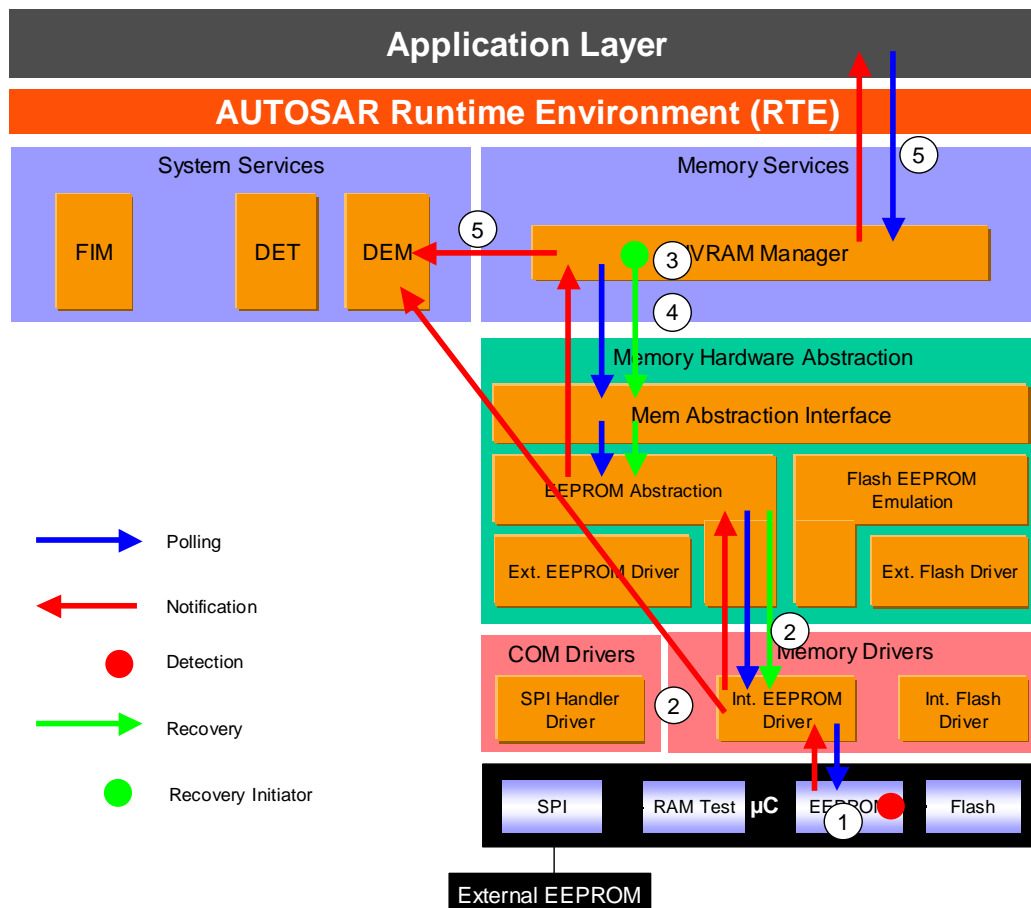 Application Layer
AUTOSAR Runtime Environment (RTE)
System Services
Memory Services
5
FIM
DET
DEM
5
VRAM Manager
3
4
Memory Hardware Abstraction
Mem Abstraction Interface
EEPROM Abstraction
Flash EEPROM
Emulation
Ext. EEPROM Driver
Ext. Flash Driver
Polling
Notification
Detection
Recovery
Recovery Initiator
2
COM Drivers
Memory Drivers
SPI Handler
Driver
2
Int. EEPROM
Driver
Int. Flash
Driver
SPI
RAM Test
µC
EEPROM
1
Flash
External EEPROM